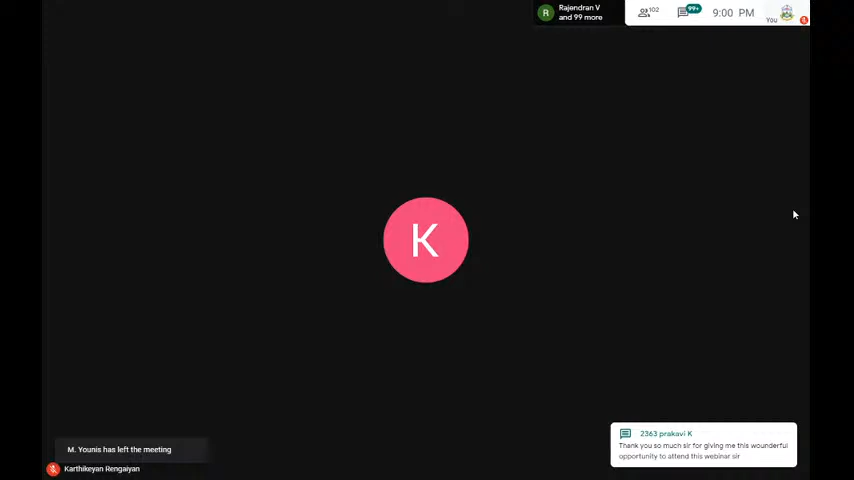 R
Rajendran V
and 99 more
102
99+
9:00 PM
You
K
M. Younis has left the meeting
Karthikeyan Rengaiyan
2363 prakavi K
Thank you so much sir for giving me this wounderful
opportunity to attend this webinar sir